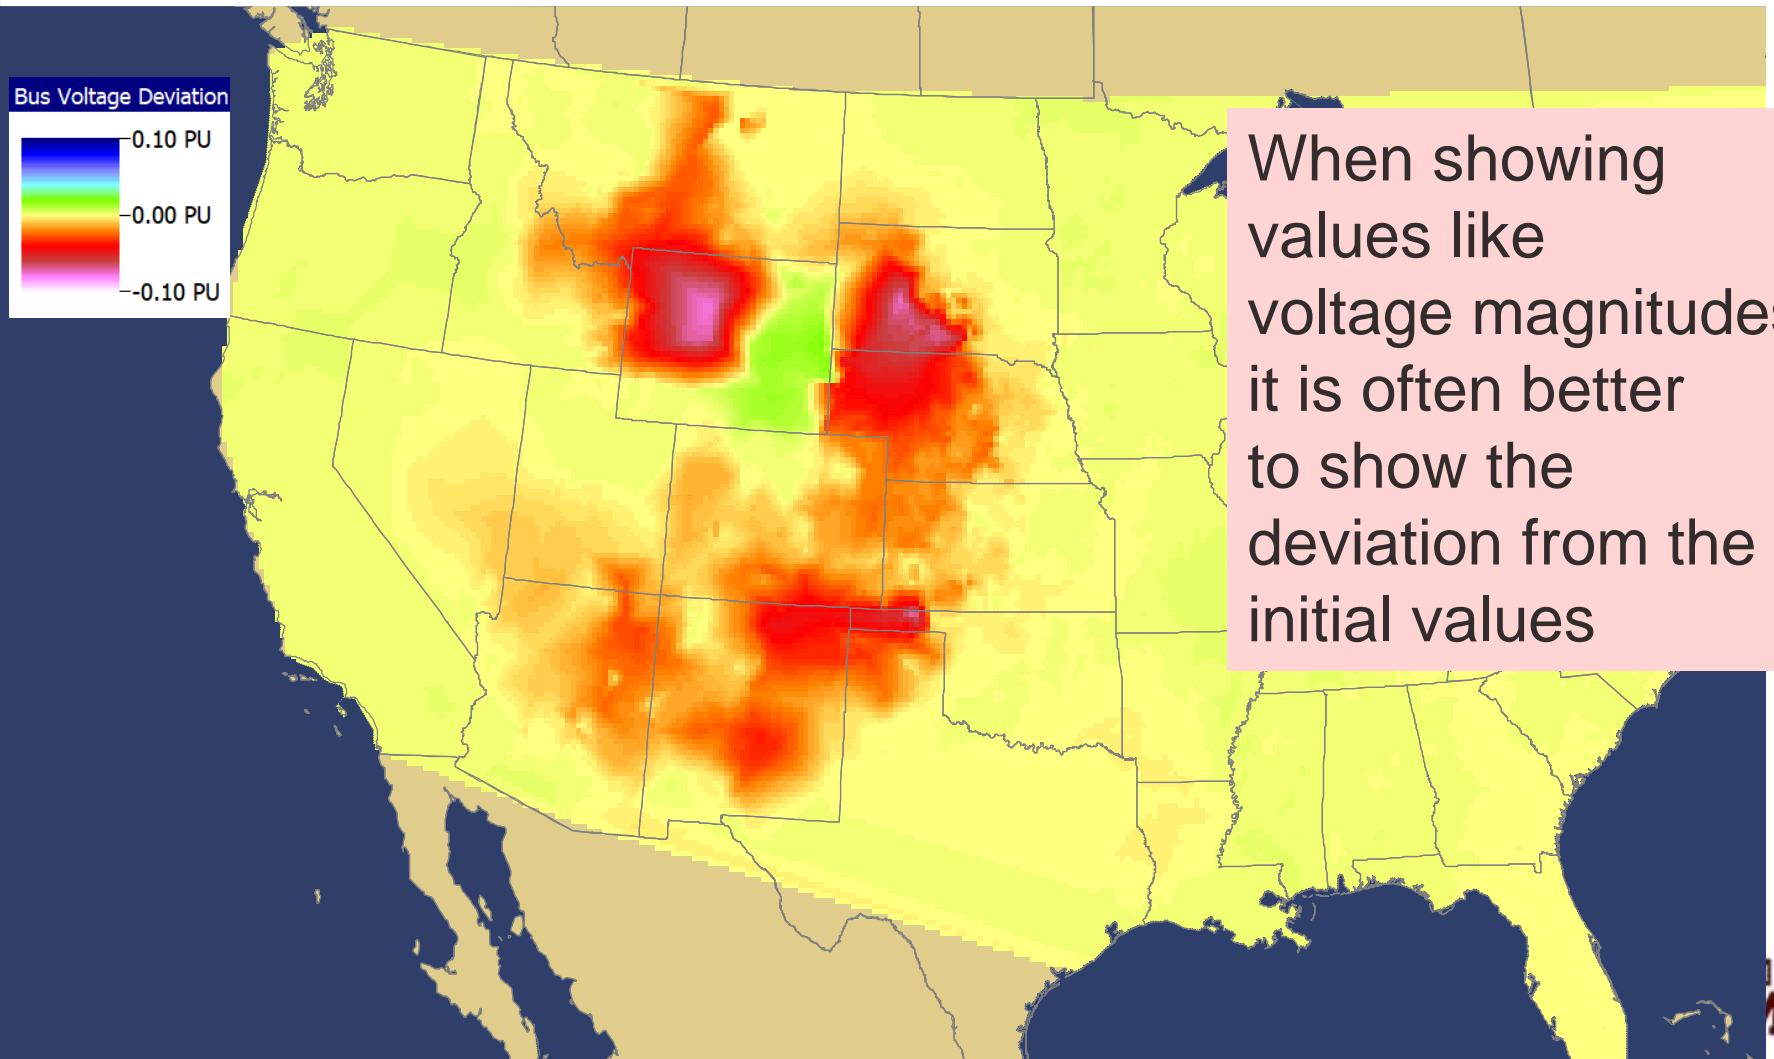 Bus Voltage Deviation
0.10 PU
0.00 PU
-0.10 PU
When showing
values like
voltage magnitudes
it is often better
to show the
deviation from the
initial values